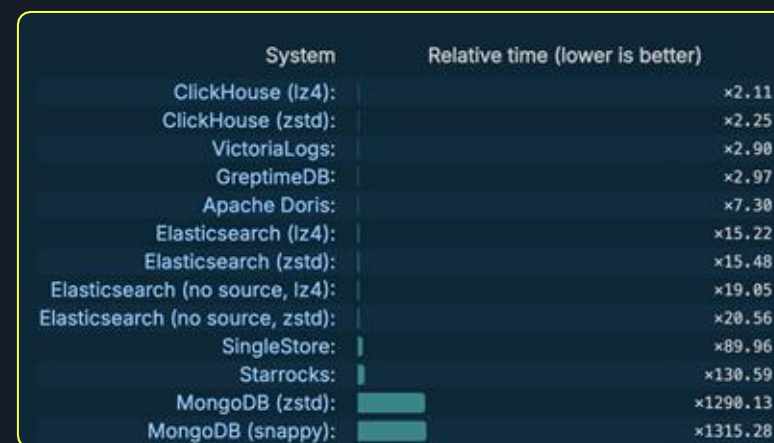 System Relative time (lower is better)
ClickHouse (lz4): ×2.11
ClickHouse (zstd): ×2.25
VictoriaLogs: ×2.90
GreptimeDB: ×2.97
Apache Doris: ×7.30
Elasticsearch (lz4): ×15.22
Elasticsearch (zstd): ×15.48
Elasticsearch (no source, lz4): ×19.05
Elasticsearch (no source, zstd): ×20.56
SingleStore: ×89.96
Starrocks: ×130.59
MongoDB (zstd): ×1290.13
MongoDB (snappy): ×1315.28